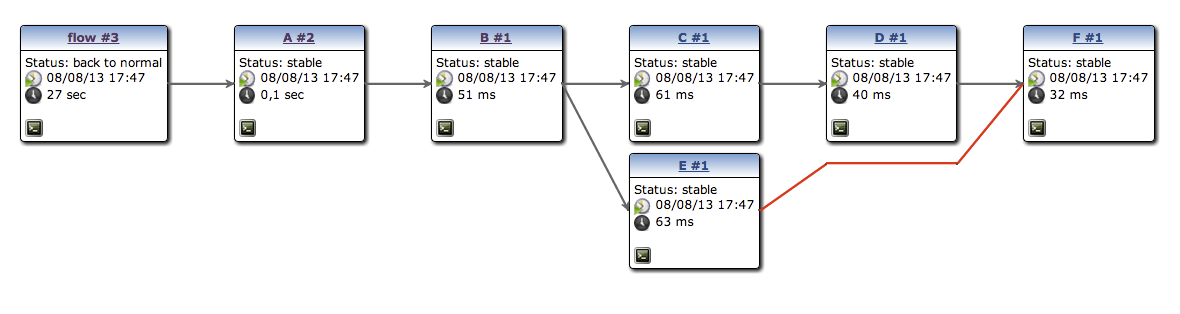 flow #3
Status: back to normal
08/08/13 17:47
27 sec
A #2
Status: stable
08/08/13 17:47
0,1 sec
B #1
Status: stable
08/08/13 17:47
51 ms
C #1
Status: stable
08/08/13 17:47
61 ms
D #1
Status: stable
08/08/13 17:47
40 ms
F #1
Status: stable
08/08/13 17:47
32 ms
E #1
Status: stable
08/08/13 17:47
63 ms